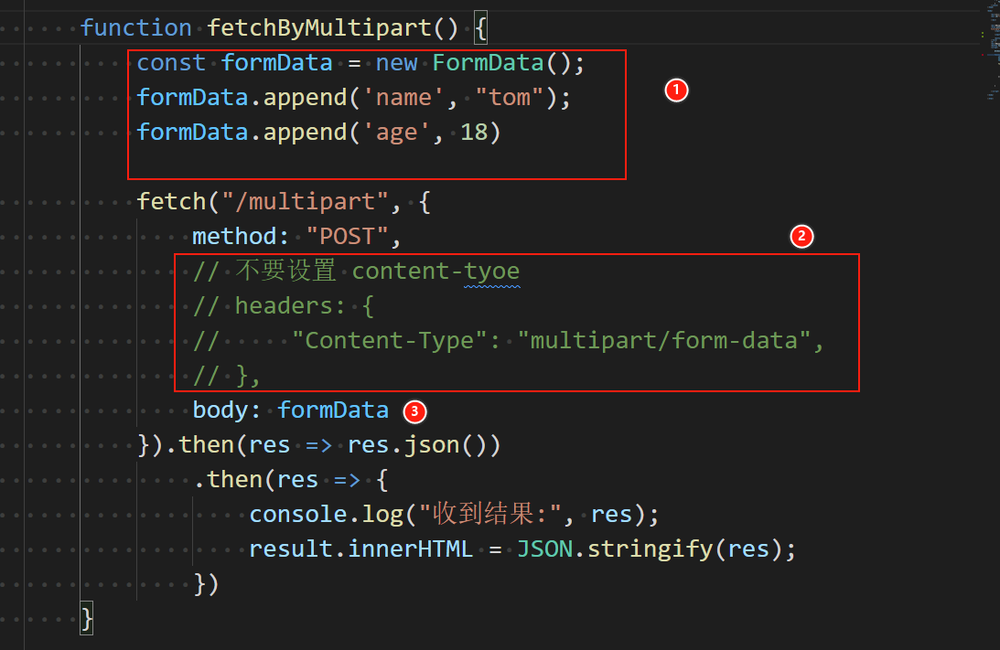 function fetchByMultipart() {
const formData = new FormData();
①
formData.append('name', "tom");
formData.append('age', 18)
fetch("/multipart", {
method: "POST",
②
// 不要设置 content-tyoe
// headers: {
//     "Content-Type": "multipart/form-data",
// },
body: formData ③
}).then(res => res.json())
.then(res => {
console.log("收到结果:", res);
result.innerHTML = JSON.stringify(res);
})
}